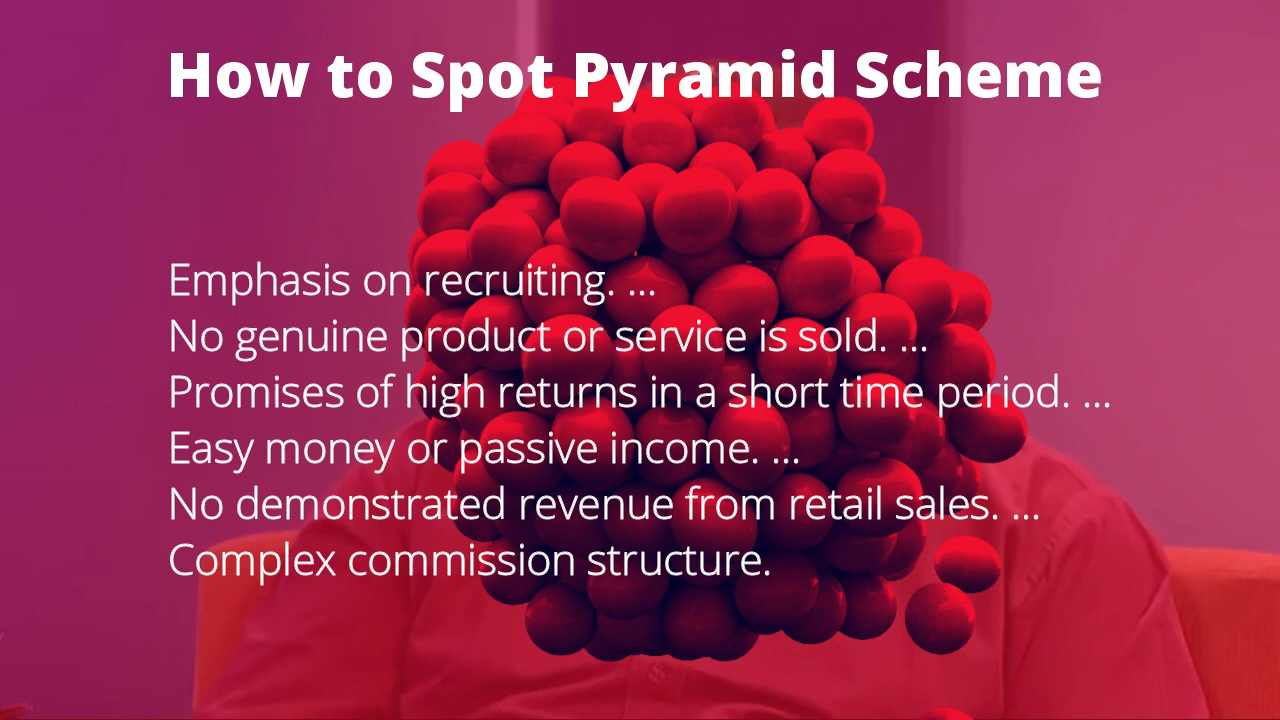 How to Spot Pyramid Scheme
Emphasis on recruiting. ...
No genuine product or service is sold. ...
Promises of high returns in a short time period. ...
Easy money or passive income. ...
No demonstrated revenue from retail sales. ...
Complex commission structure.